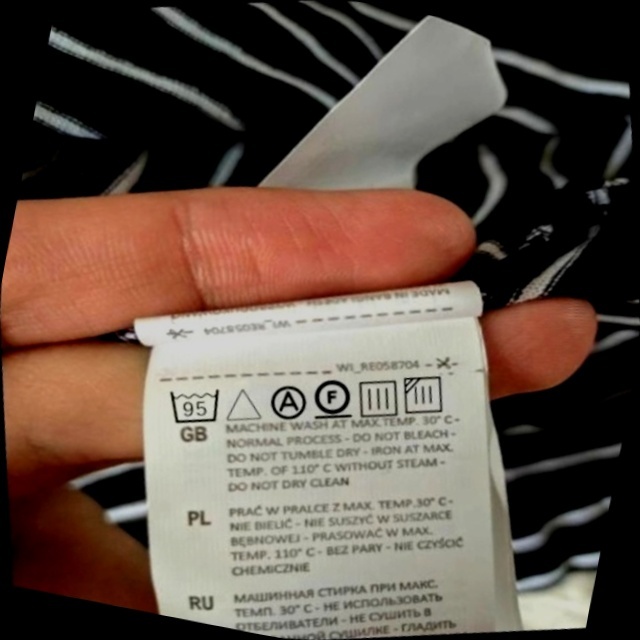 WI_RE058704
WI_RE058704
95 A F
GB MACHINE WASH AT MAX.TEMP. 30° C -
NORMAL PROCESS - DO NOT BLEACH -
DO NOT TUMBLE DRY - IRON AT MAX.
TEMP. OF 110° C WITHOUT STEAM -
DO NOT DRY CLEAN
PL PRAĆ W PRALCE Z MAX. TEMP.30° C -
NIE BIELIĆ - NIE SUSZYĆ W SUSZARCE
BĘBNOWEJ - PRASOWAĆ W MAX.
TEMP. 110° C - BEZ PARY - NIE CZYŚCIĆ
CHEMICZNIE
RU МАШИННАЯ СТИРКА ПРИ МАКС.
ТЕМП. 30° С - НЕ ИСПОЛЬЗОВАТЬ
ОТБЕЛИВАТЕЛИ - НЕ СУШИТЬ В
СУШИЛКЕ - ГЛАДИТЬ